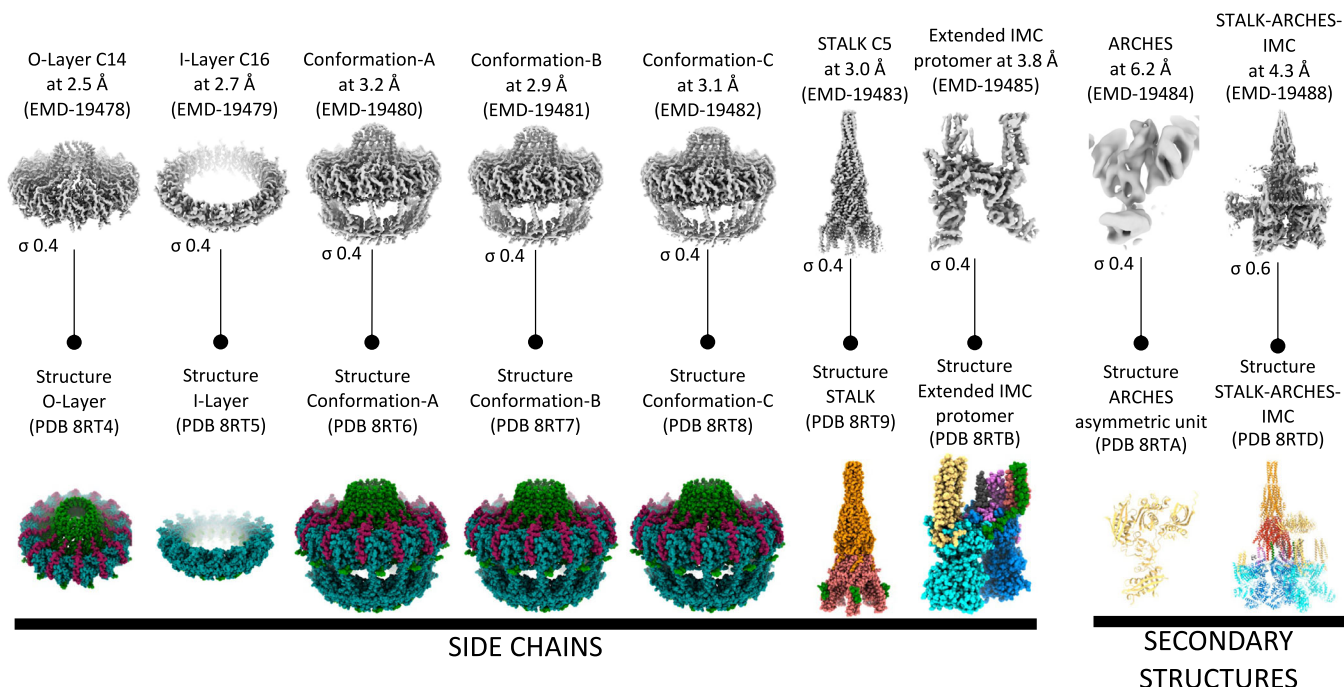 O-Layer C14
at 2.5 Å
(EMD-19478)
I-Layer C16
at 2.7 Å
(EMD-19479)
Conformation-A
at 3.2 Å
(EMD-19480)
Conformation-B
at 2.9 Å
(EMD-19481)
Conformation-C
at 3.1 Å
(EMD-19482)
STALK C5
at 3.0 Å
(EMD-19483)
Extended IMC
protomer at 3.8 Å
(EMD-19485)
ARCHES
at 6.2 Å
(EMD-19484)
STALK-ARCHES-
IMC
at 4.3 Å
(EMD-19488)
σ 0.4
σ 0.4
σ 0.4
σ 0.4
σ 0.4
σ 0.4
σ 0.4
σ 0.4
σ 0.6
Structure
O-Layer
(PDB 8RT4)
Structure
I-Layer
(PDB 8RT5)
Structure
Conformation-A
(PDB 8RT6)
Structure
Conformation-B
(PDB 8RT7)
Structure
Conformation-C
(PDB 8RT8)
Structure
STALK
(PDB 8RT9)
Structure
Extended IMC
protomer
(PDB 8RTB)
Structure
ARCHES
asymmetric unit
(PDB 8RTA)
Structure
STALK-ARCHES-
IMC
(PDB 8RTD)
SIDE CHAINS
SECONDARY
STRUCTURES